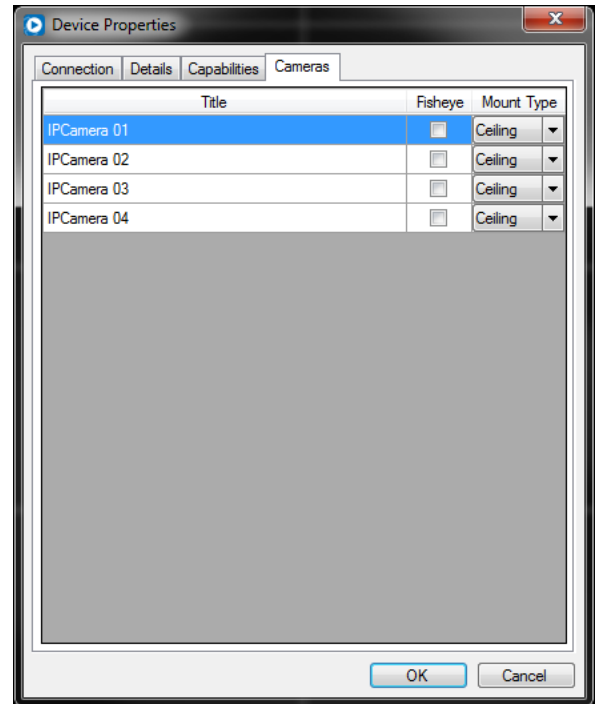 Device Properties
Connection Details Capabilities Cameras
Title Fisheye Mount Type
IPCamera 01 Ceiling
IPCamera 02 Ceiling
IPCamera 03 Ceiling
IPCamera 04 Ceiling
OK Cancel